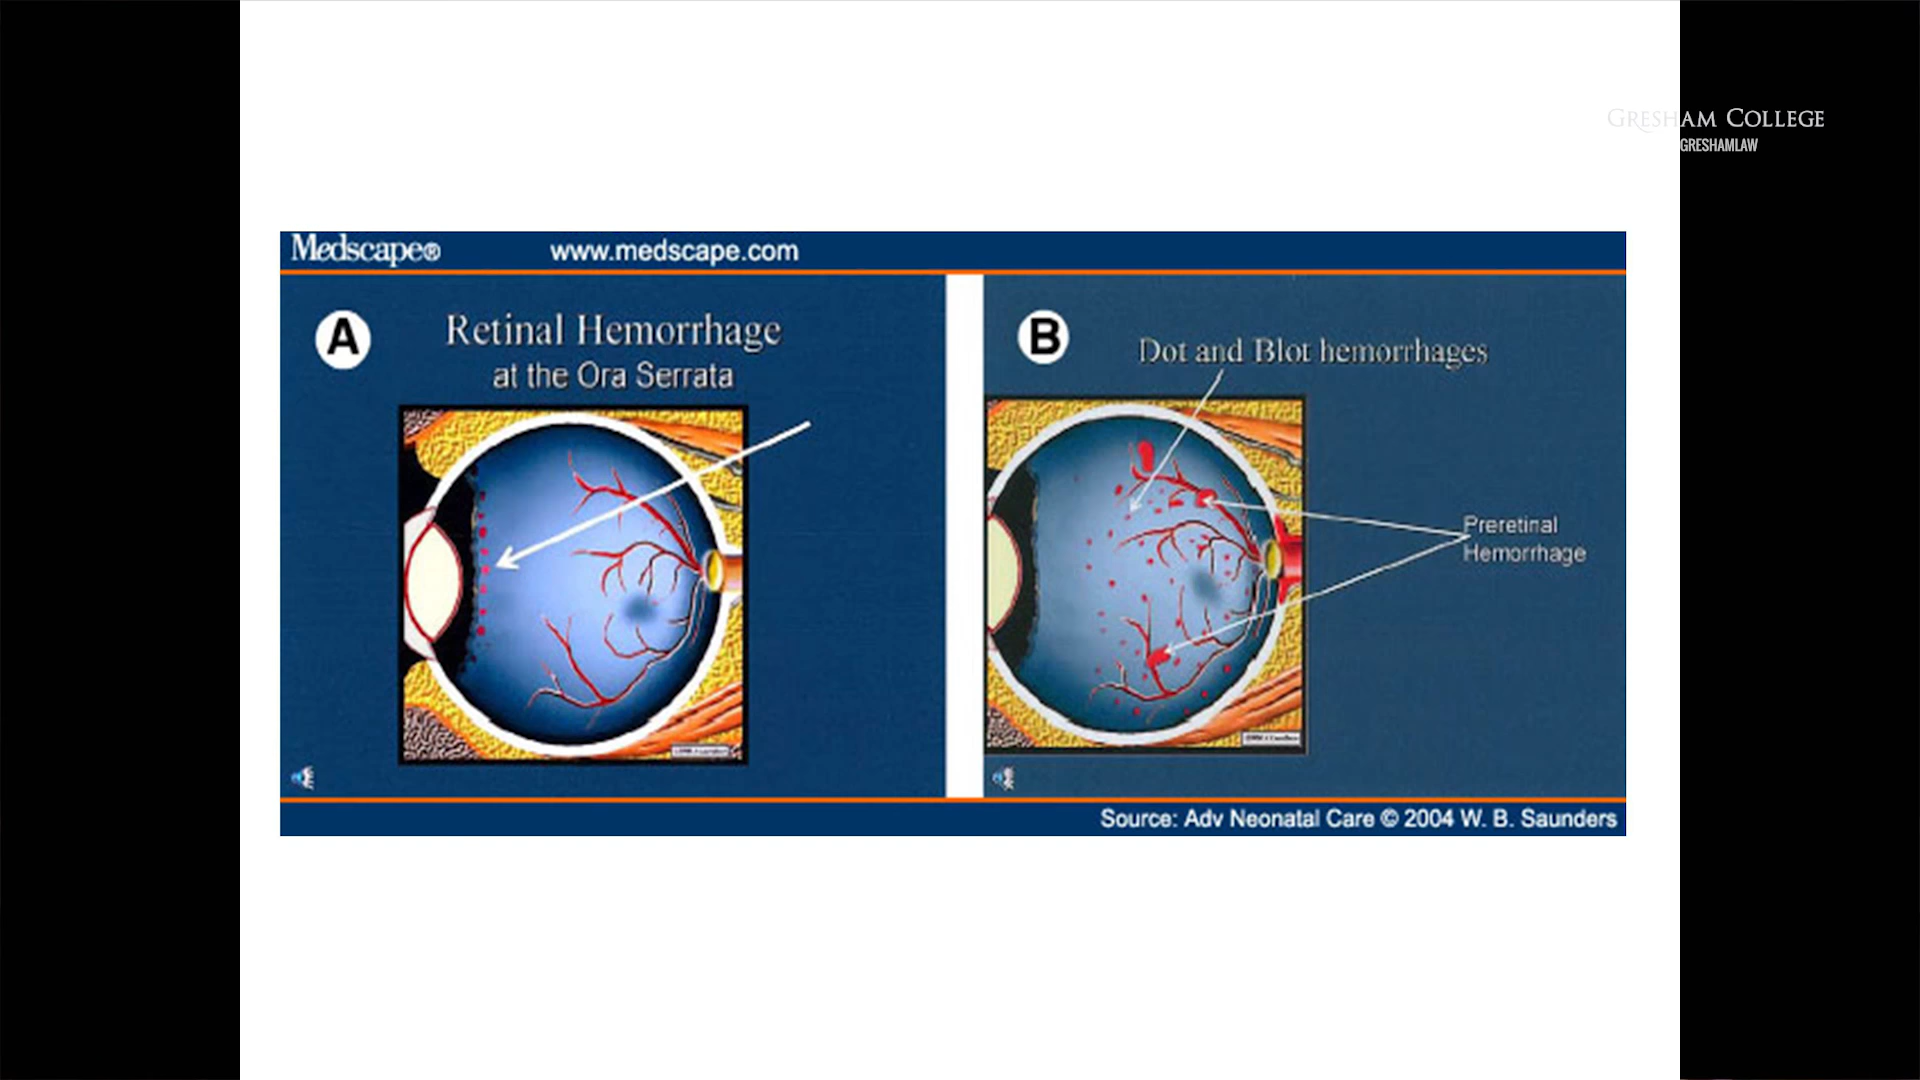 GRESHAM COLLEGE
GRESHAMLAW
Medscape® www.medscape.com
A
Retinal Hemorrhage
at the Ora Serrata
B
Dot and Blot hemorrhages
Preretinal
Hemorrhage
Source: Adv Neonatal Care © 2004 W. B. Saunders